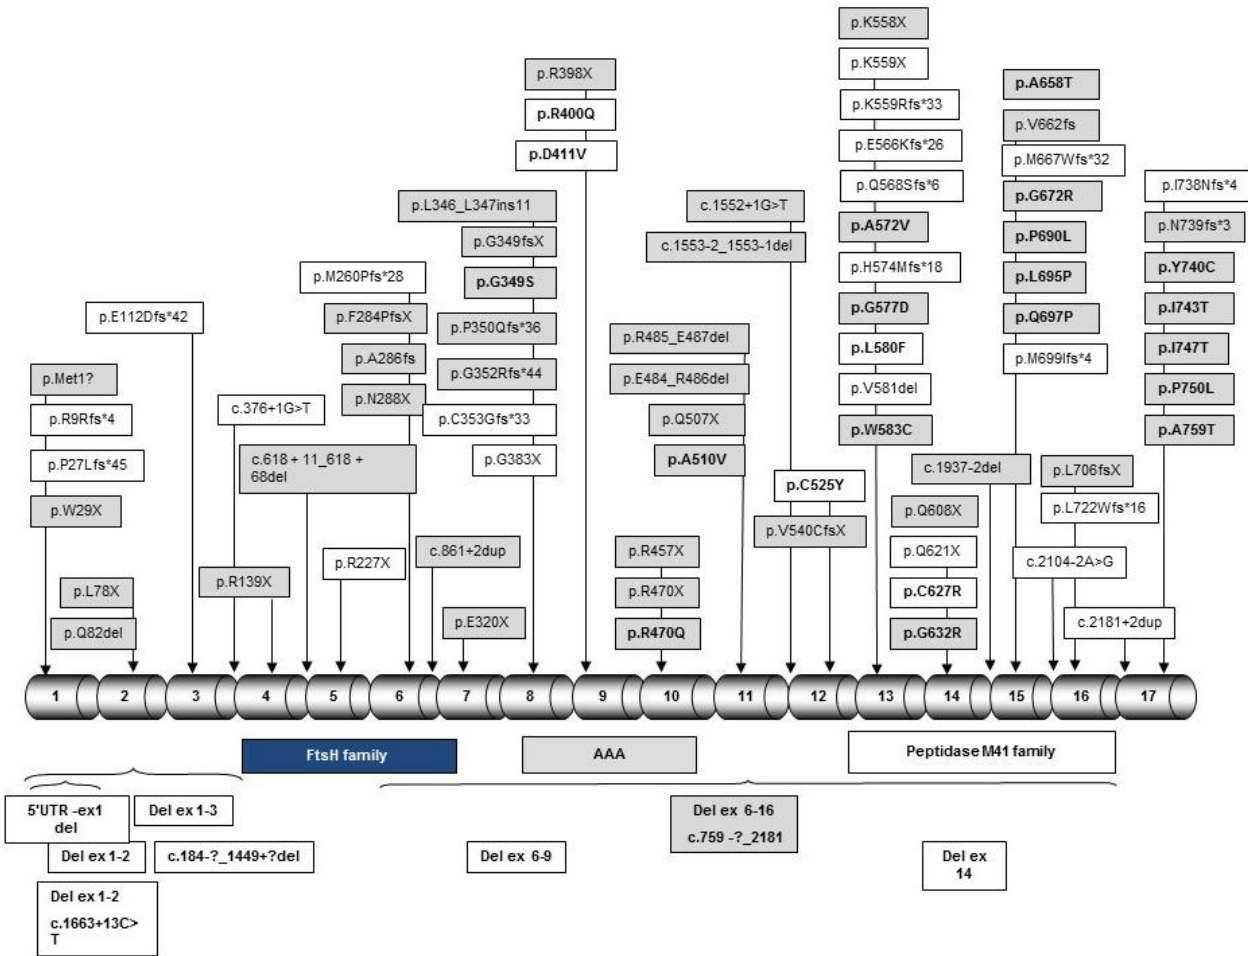 p.K558X
p.K559X
p.K559Rfs*33
p.E566Kfs*26
p.Q568Sfs*6
p.A572V
p.H574Mfs*18
p.G577D
p.L580F
p.V581del
p.W583C
p.R398X
p.R400Q
p.D411V
p.A658T
p.V662fs
p.M667Wfs*32
p.G672R
p.P690L
p.L695P
p.Q697P
p.M699Ifs*4
p.I738Nfs*4
p.N739fs*3
p.Y740C
p.I743T
p.I747T
p.P750L
p.A759T
p.L346_L347ins11
p.G349fsX
p.G349S
p.P350Qfs*36
p.G352Rfs*44
p.C353Gfs*33
p.G383X
c.1552+1G>T
c.1553-2_1553-1del
p.M260Pfs*28
p.F284PfsX
p.A286fs
p.N288X
p.E112Dfs*42
p.R485_E487del
p.E484_R486del
p.Q507X
p.A510V
p.Met1?
p.R9Rfs*4
p.P27Lfs*45
p.W29X
c.376+1G>T
c.618 + 11_618 +
68del
p.C525Y
p.V540CfsX
c.1937-2del
p.L706fsX
p.L722Wfs*16
p.Q608X
p.Q621X
p.C627R
p.G632R
c.2104-2A>G
c.2181+2dup
p.L78X
p.Q82del
p.R139X
p.R227X
c.861+2dup
p.E320X
p.R457X
p.R470X
p.R470Q
1 2 3 4 5 6 7 8 9 10 11 12 13 14 15 16 17
FtsH family
AAA
Peptidase M41 family
5'UTR -ex1
del
Del ex 1-3
Del ex 6-16
c.759 -?_2181
Del ex 1-2
c.184-?_1449+?del
Del ex 6-9
Del ex
14
Del ex 1-2
c.1663+13C>
T